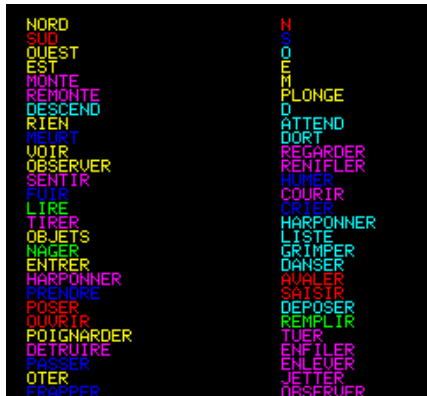 NORD N
SUD S
OUEST O
EST E
MONTE M
REMONTE PLONGE
DESCEND D
RIEN ATTEND
MEURT DORT
VOIR REGARDER
OBSERVER RENIFLER
SENTIR HUMER
FUIR COURIR
LIRE CRIER
TIRER HARPONNER
OBJETS LISTE
NAGER GRIMPER
ENTRER DANSER
HARPONNER AVALER
PRENDRE SAISIR
POSER DEPOSER
OUVRIR REMPLIR
POIGNARDER TUER
DETRUIRE ENFILER
PASSER ENLEVER
OTER JETTER
FRAPPER OBSERVER